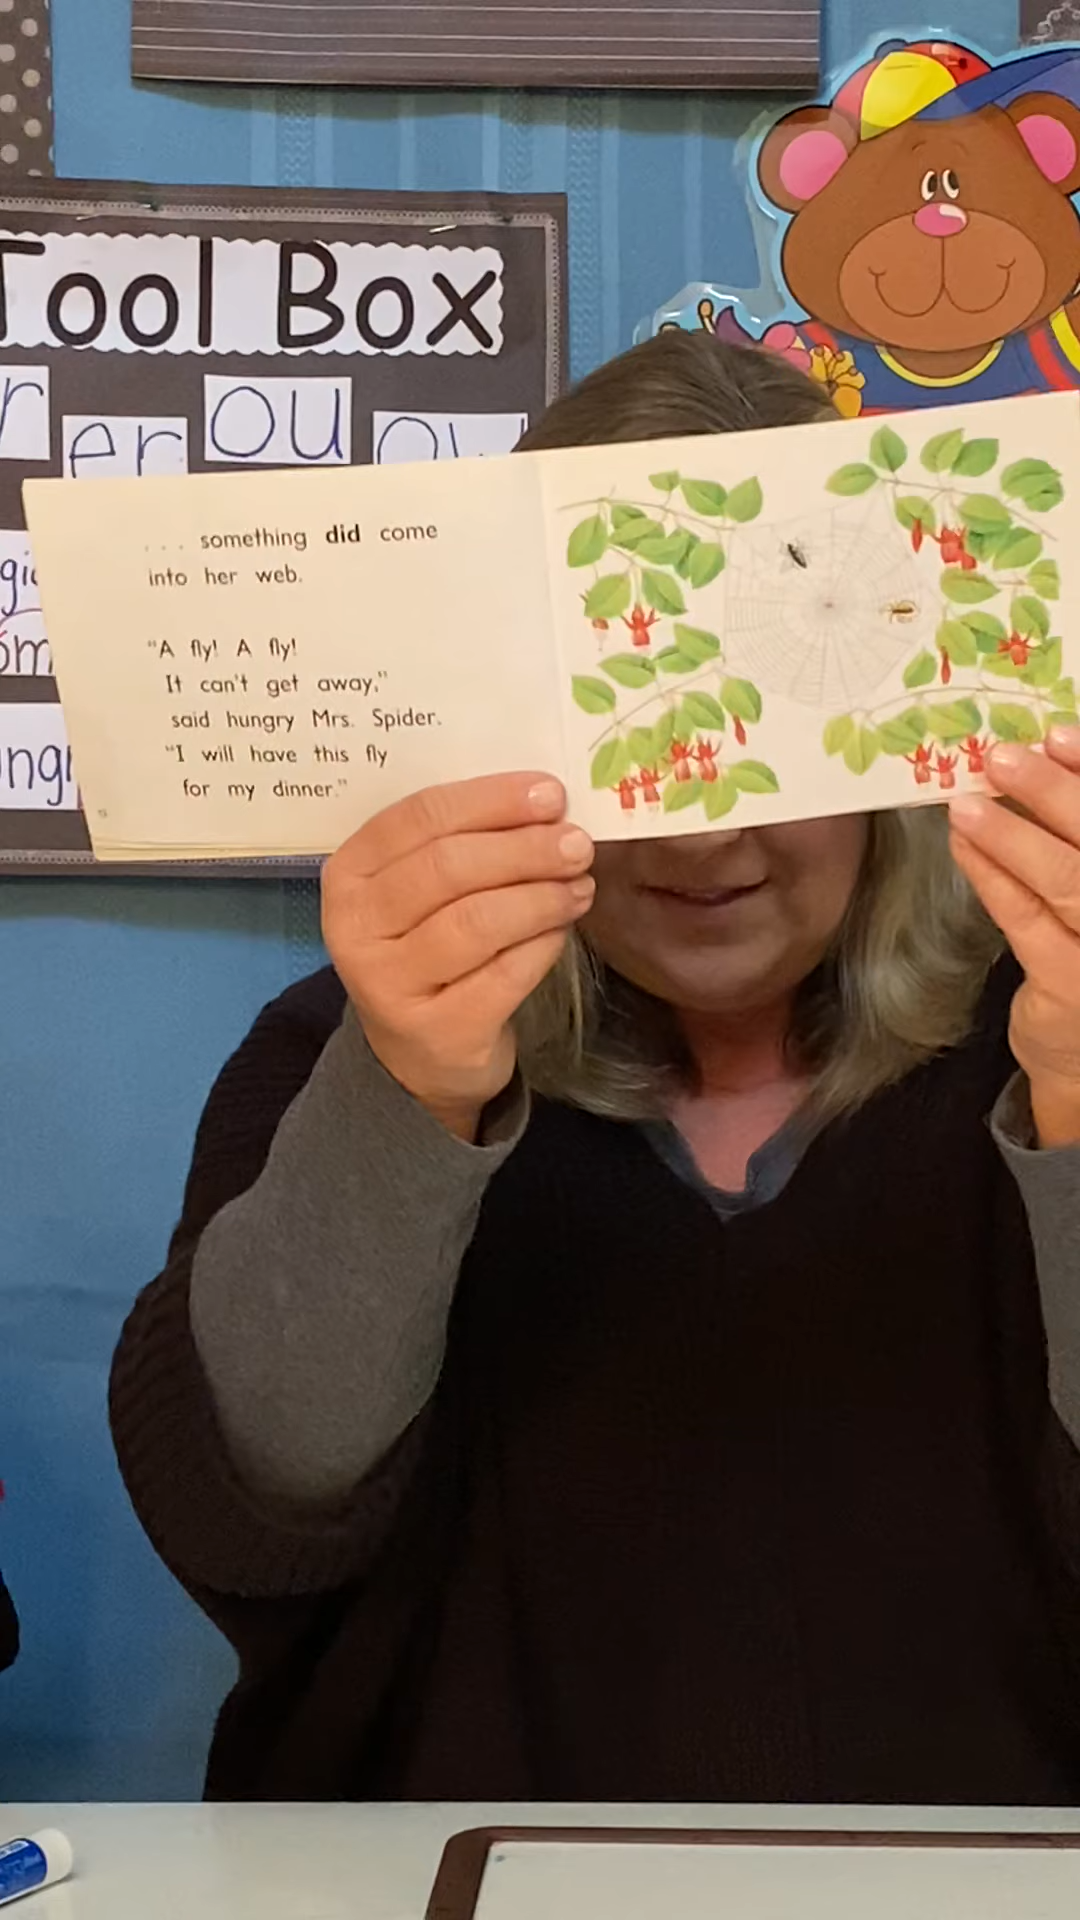 Tool Box
er ou
. . . something did come
into her web.
"A fly! A fly!
It can't get away,"
said hungry Mrs. Spider.
"I will have this fly
for my dinner."